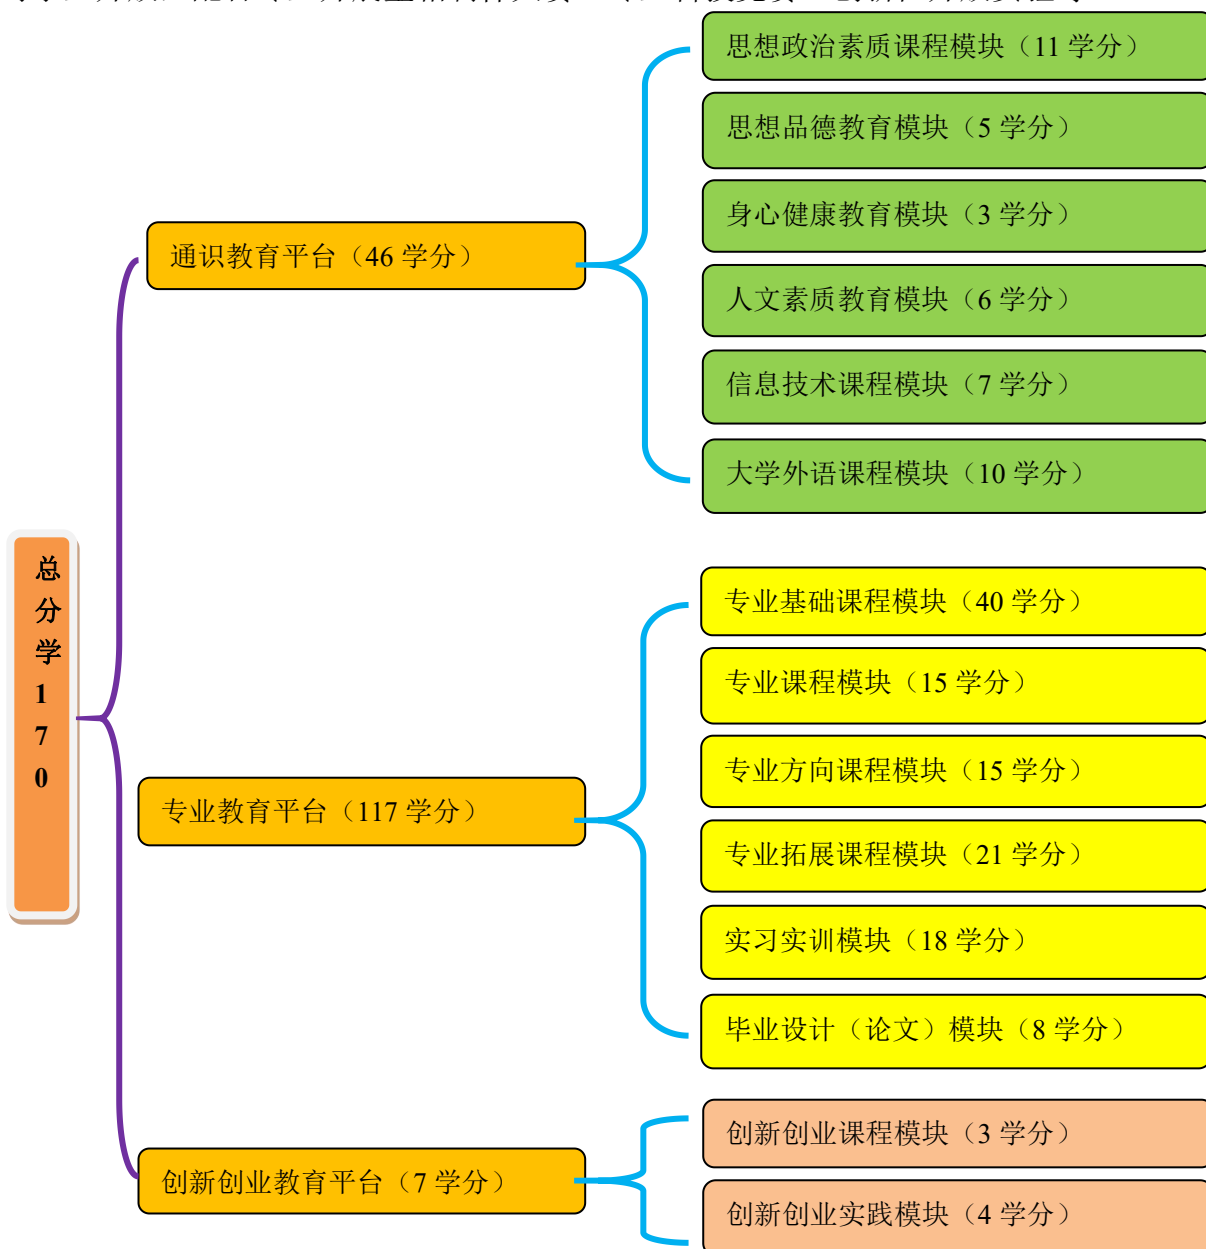 总
分
学
1
7
0
通识教育平台（46 学分）
思想政治素质课程模块（11 学分）
思想品德教育模块（5 学分）
身心健康教育模块（3 学分）
人文素质教育模块（6 学分）
信息技术课程模块（7 学分）
大学外语课程模块（10 学分）
专业教育平台（117 学分）
专业基础课程模块（40 学分）
专业课程模块（15 学分）
专业方向课程模块（15 学分）
专业拓展课程模块（21 学分）
实习实训模块（18 学分）
毕业设计（论文）模块（8 学分）
创新创业教育平台（7 学分）
创新创业课程模块（3 学分）
创新创业实践模块（4 学分）